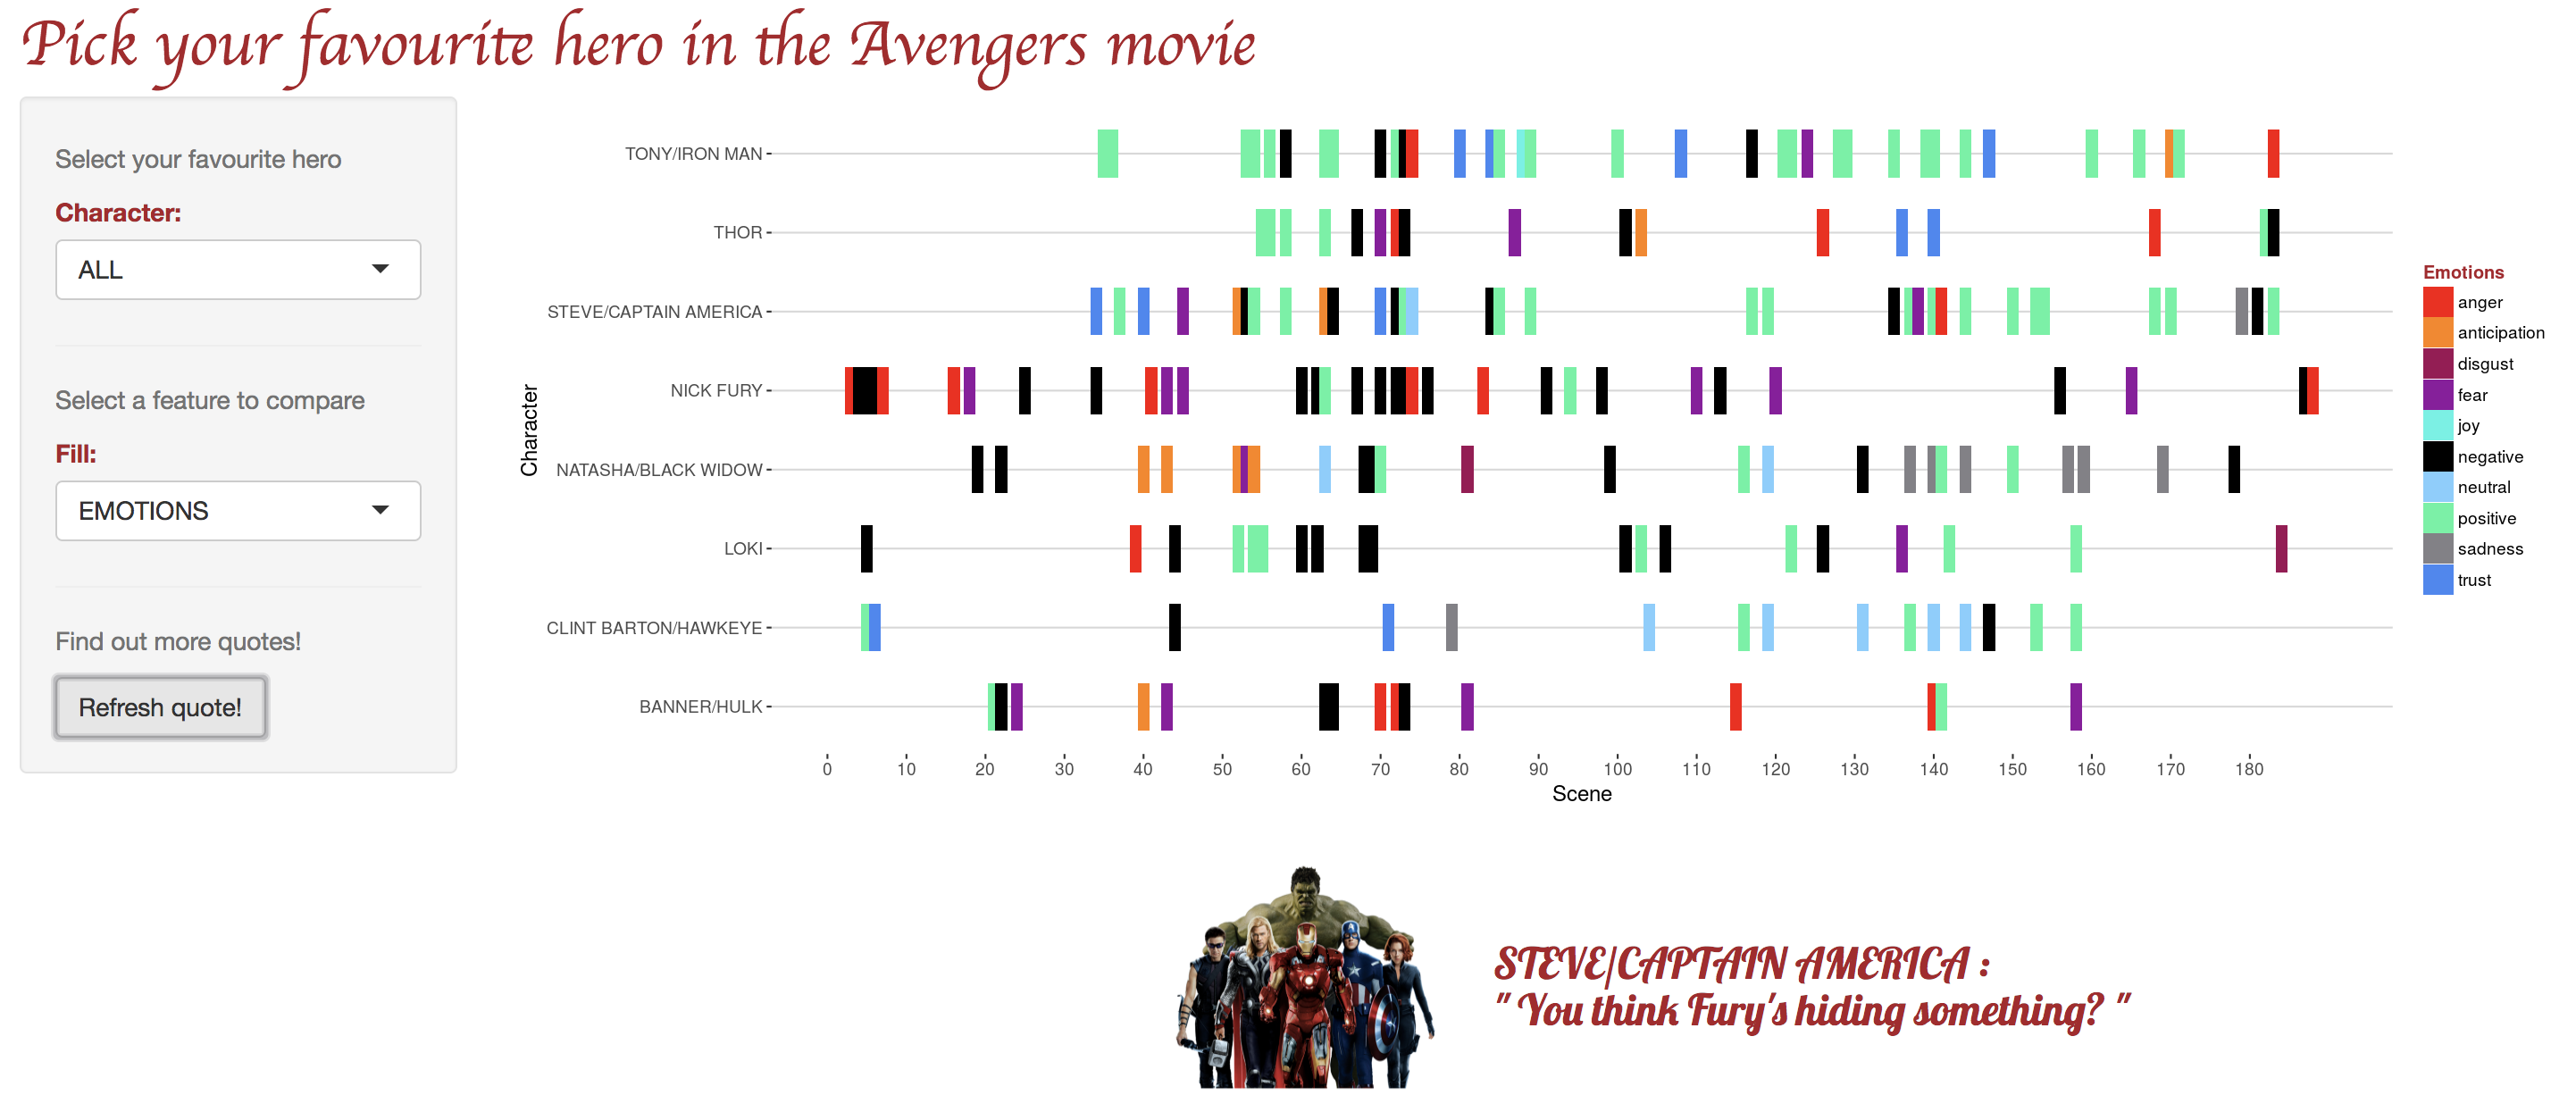 Pick your favourite hero in the Avengers movie
Select your favourite hero
Character:
ALL
Select a feature to compare
Fill:
EMOTIONS
Find out more quotes!
Refresh quote!
Character
TONY/IRON MAN
THOR
STEVE/CAPTAIN AMERICA
NICK FURY
NATASHA/BLACK WIDOW
LOKI
CLINT BARTON/HAWKEYE
BANNER/HULK
0 10 20 30 40 50 60 70 80 90 100 110 120 130 140 150 160 170 180
Scene
Emotions
anger
anticipation
disgust
fear
joy
negative
neutral
positive
sadness
trust
STEVE/CAPTAIN AMERICA :
" You think Fury's hiding something? "